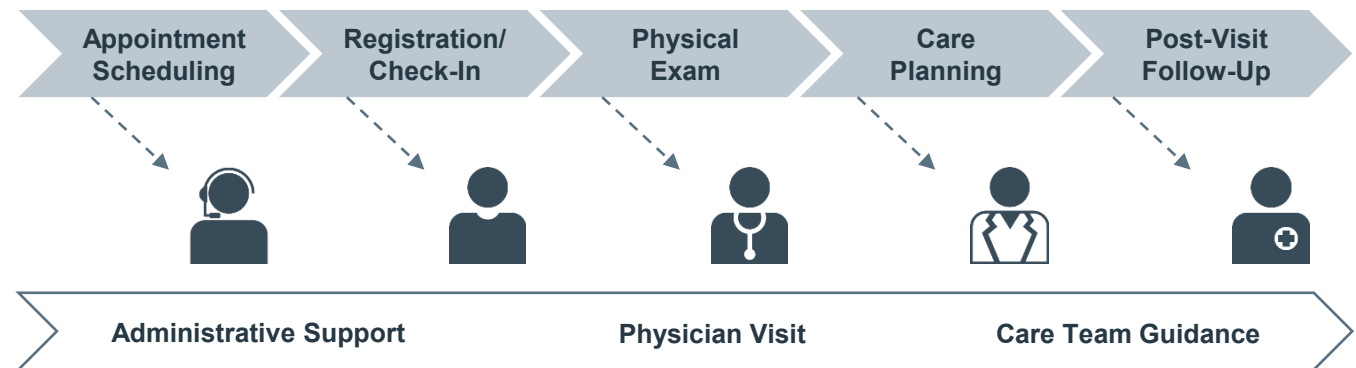 Appointment
Scheduling
Registration/
Check-In
Physical
Exam
Care
Planning
Post-Visit
Follow-Up
Administrative Support
Physician Visit
Care Team Guidance